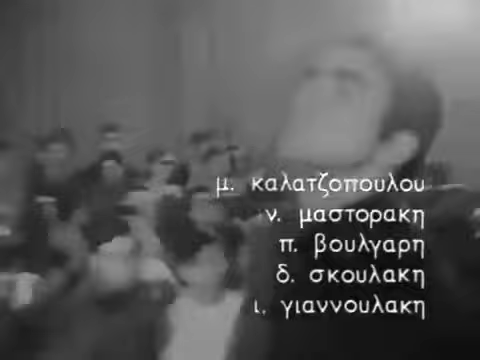 μ. καλατζοπουλου
ν. μαστορακη
π. βουλγαρη
δ. σκουλακη
ι. γιαννουλακη